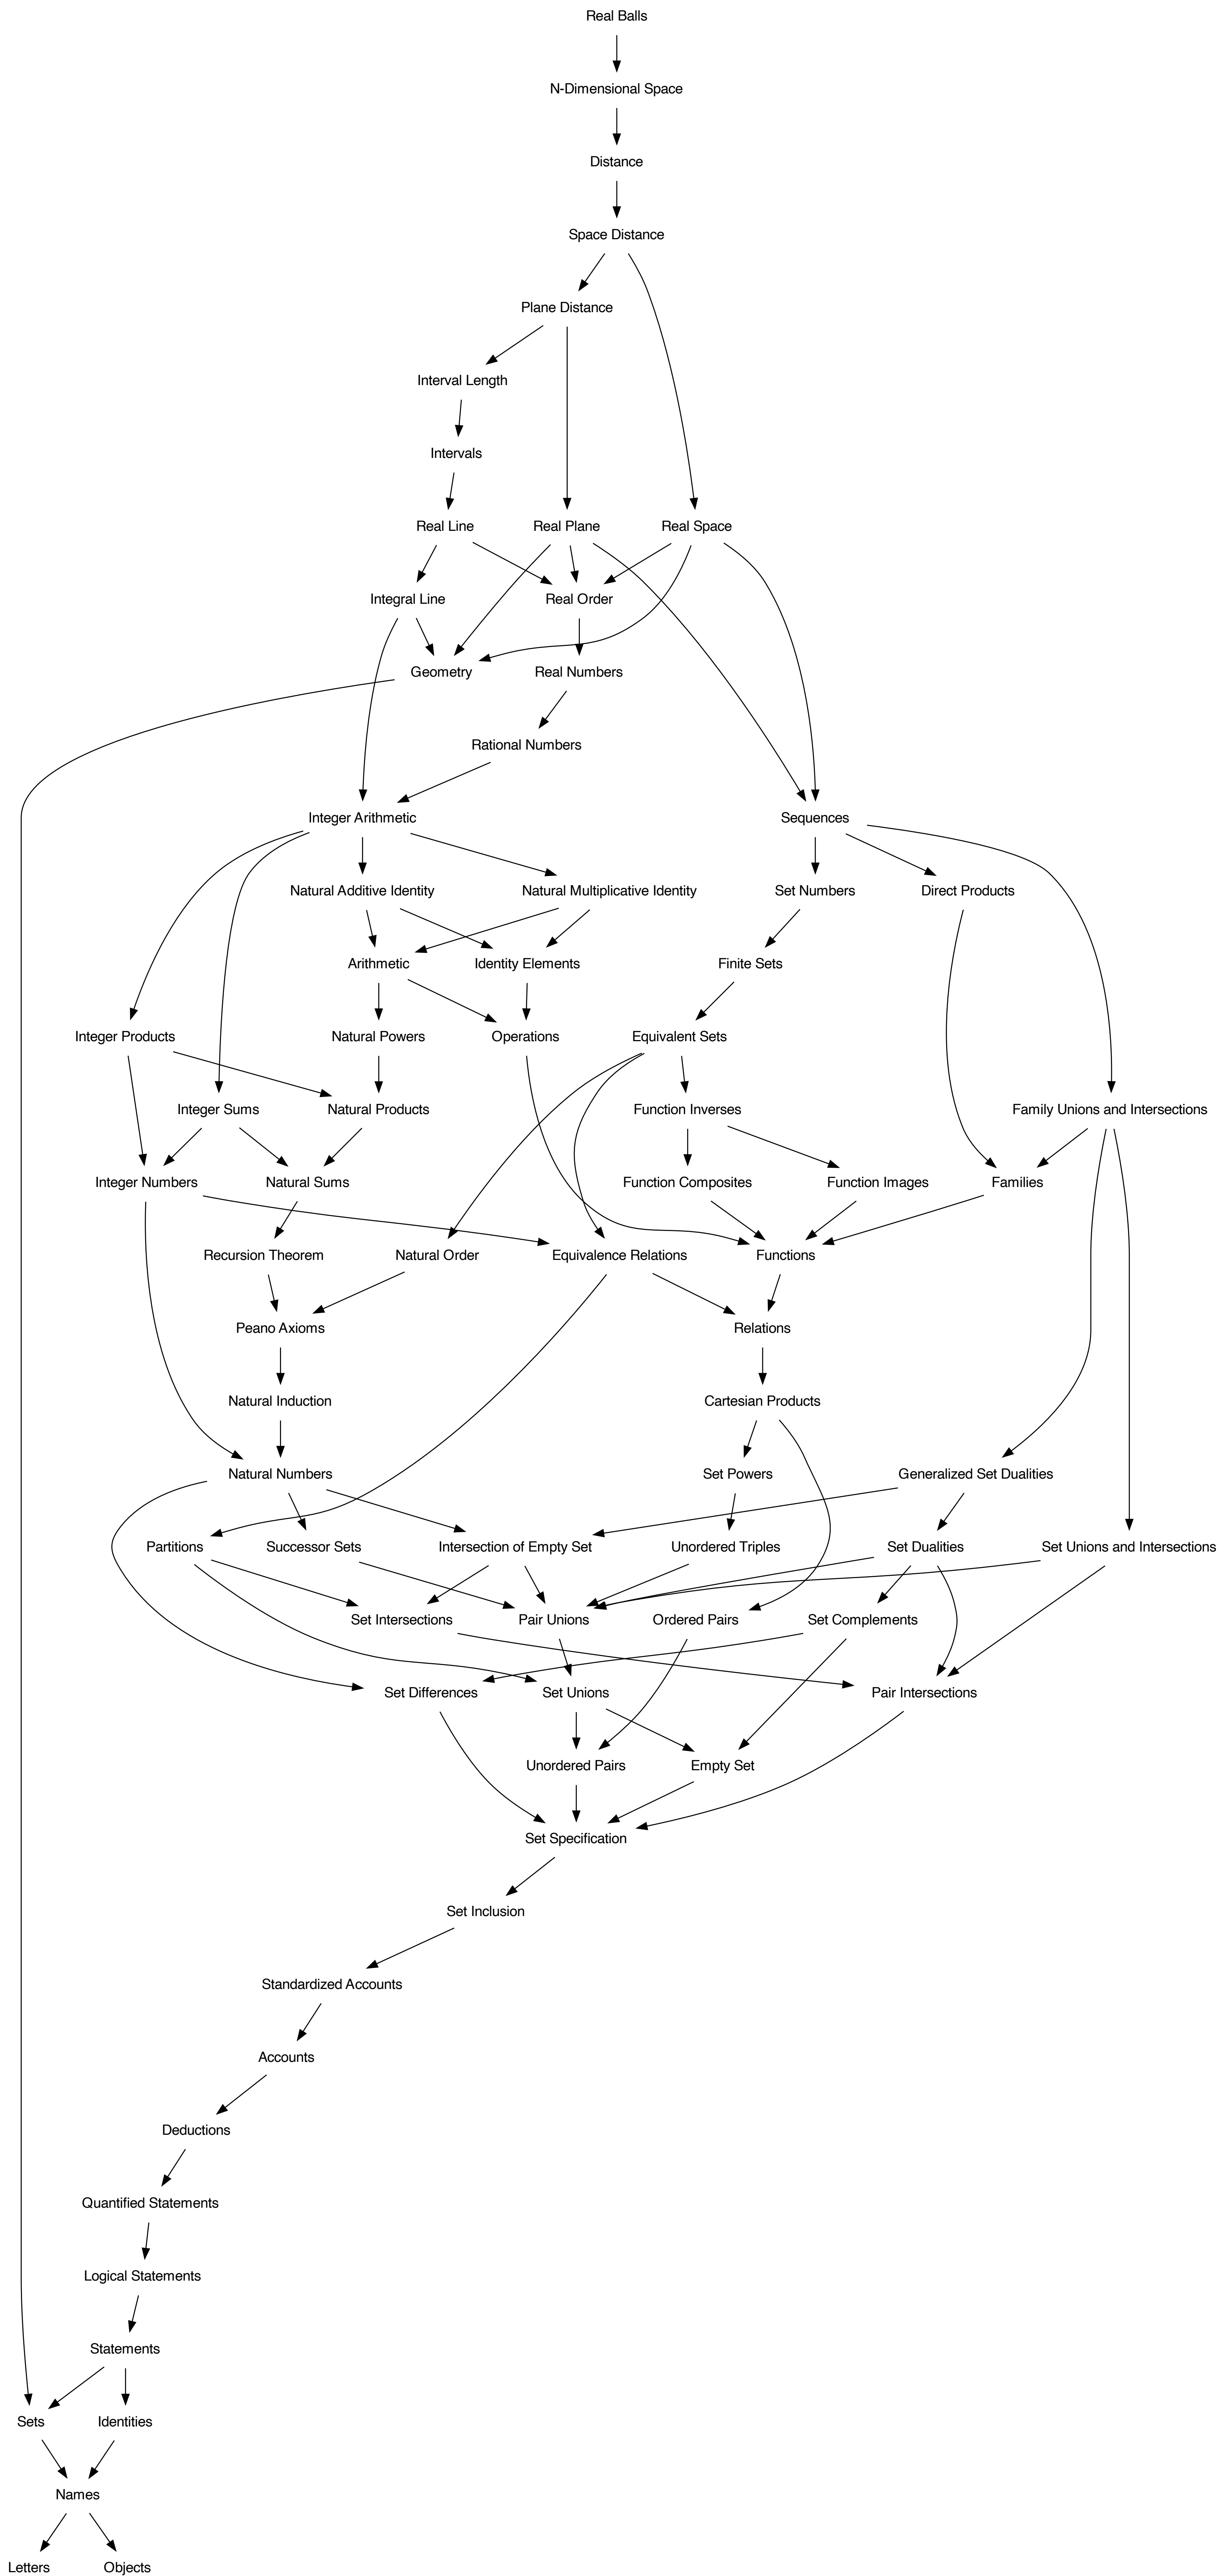 Real Balls
N-Dimensional Space
Distance
Space Distance
Plane Distance
Interval Length
Intervals
Real Line
Real Plane
Real Space
Integral Line
Real Order
Geometry
Real Numbers
Rational Numbers
Integer Arithmetic
Sequences
Natural Additive Identity
Natural Multiplicative Identity
Set Numbers
Direct Products
Arithmetic
Identity Elements
Finite Sets
Integer Products
Natural Powers
Operations
Equivalent Sets
Integer Sums
Natural Products
Function Inverses
Family Unions and Intersections
Integer Numbers
Natural Sums
Function Composites
Function Images
Families
Recursion Theorem
Natural Order
Equivalence Relations
Functions
Peano Axioms
Relations
Natural Induction
Cartesian Products
Natural Numbers
Set Powers
Generalized Set Dualities
Partitions
Successor Sets
Intersection of Empty Set
Unordered Triples
Set Dualities
Set Unions and Intersections
Set Intersections
Pair Unions
Ordered Pairs
Set Complements
Set Differences
Set Unions
Pair Intersections
Unordered Pairs
Empty Set
Set Specification
Set Inclusion
Standardized Accounts
Accounts
Deductions
Quantified Statements
Logical Statements
Statements
Sets
Identities
Names
Letters
Objects